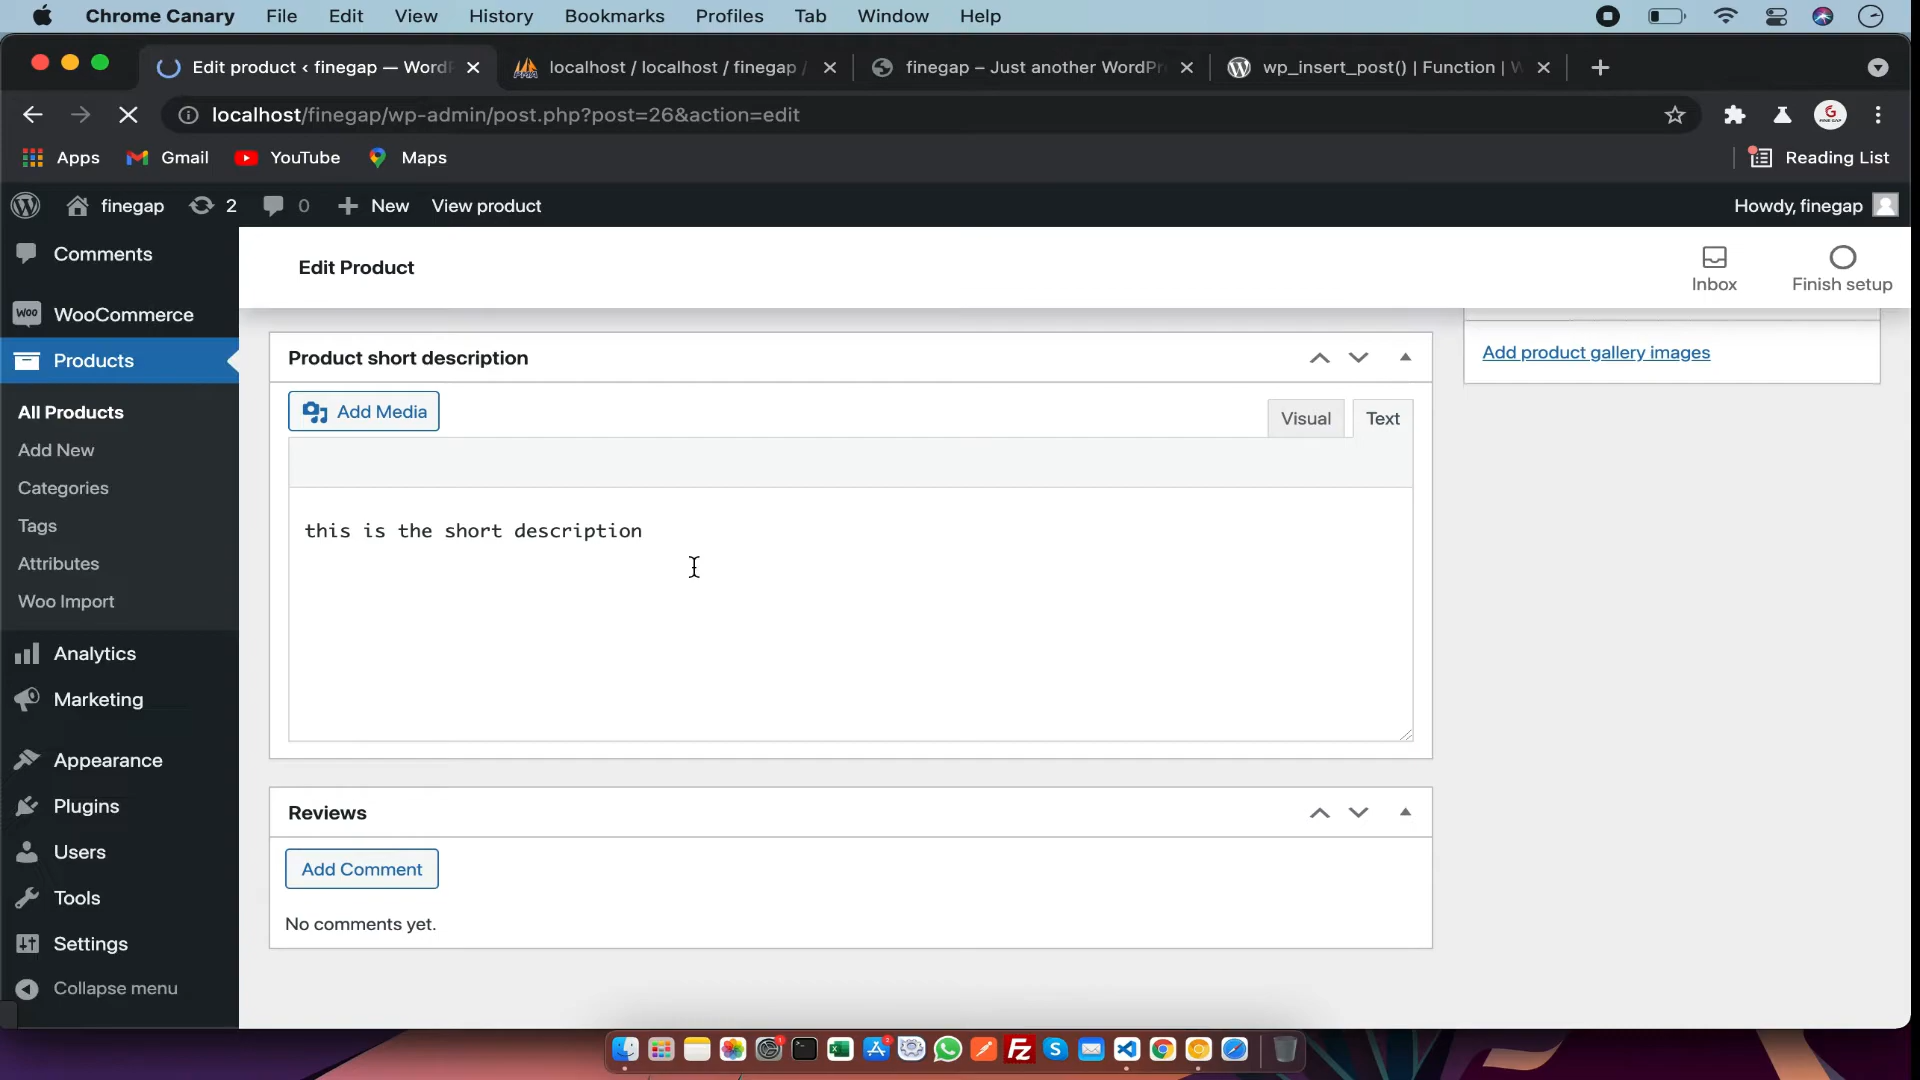 Chrome Canary File Edit View History Bookmarks Profiles Tab Window Help
Edit product ‹ finegap — WordP localhost / localhost / finegap / finegap – Just another WordPr wp_insert_post() | Function | W
localhost/finegap/wp-admin/post.php?post=26&action=edit
Apps Gmail YouTube Maps Reading List
finegap 2 0 New View product Howdy, finegap
Comments
WooCommerce
Products
All Products
Add New
Categories
Tags
Attributes
Woo Import
Analytics
Marketing
Appearance
Plugins
Users
Tools
Settings
Collapse menu
Edit Product
Inbox
Finish setup
Product short description
Add Media
Visual Text
this is the short description
Add product gallery images
Reviews
Add Comment
No comments yet.